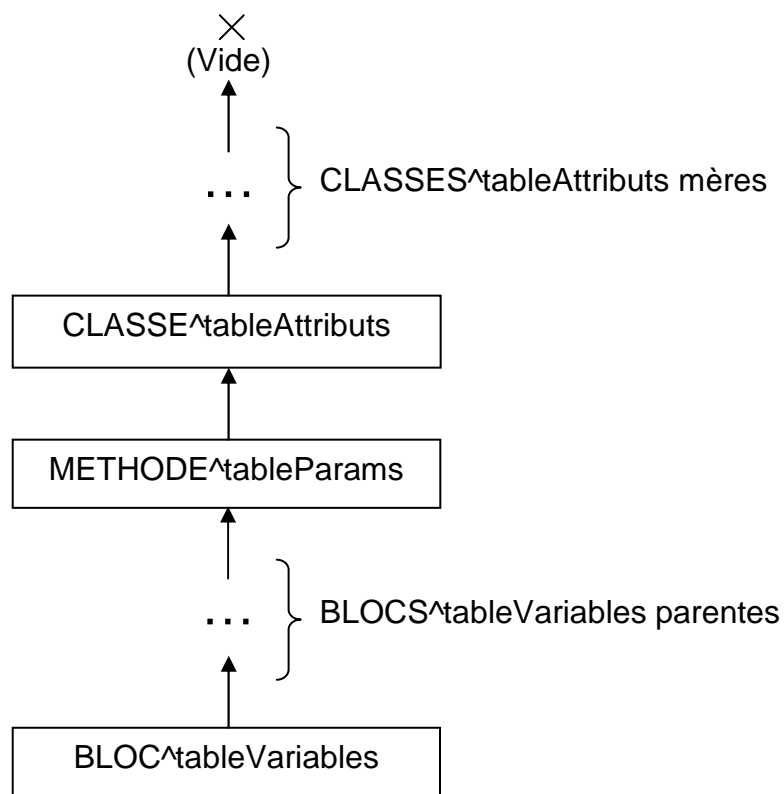 (Vide)
... CLASSES^tableAttributs mères
CLASSE^tableAttributs
METHODE^tableParams
... BLOCS^tableVariables parentes
BLOC^tableVariables